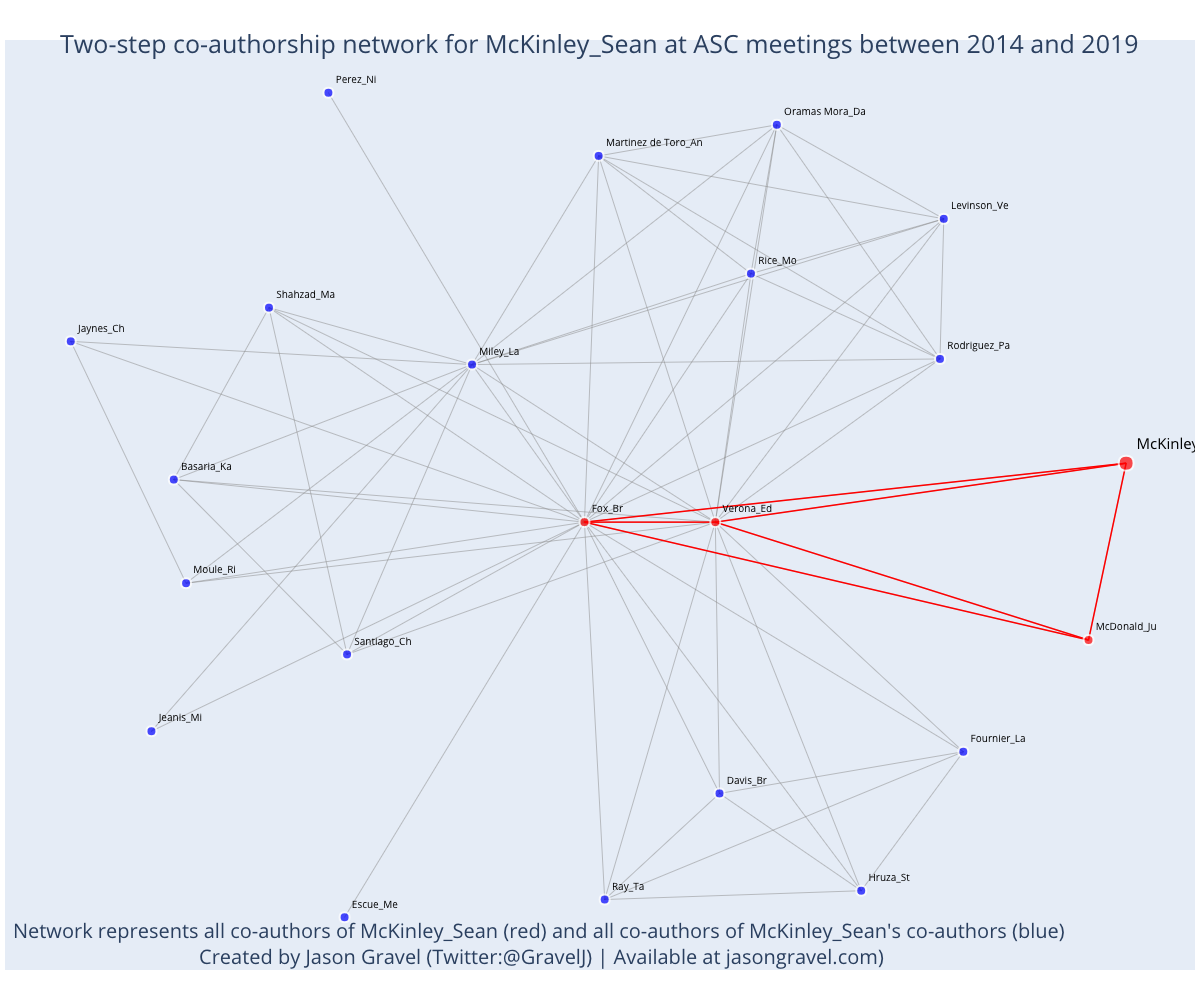 Two-step co-authorship network for McKinley_Sean at ASC meetings between 2014 and 2019
Perez_Ni
Oramas Mora_Da
Martinez de Toro_An
Levinson_Ve
Rice_Mo
Shahzad_Ma
Jaynes_Ch
Miley_La
Rodriguez_Pa
McKinley
Basaria_Ka
Fox_Br
Verona_Ed
Moule_Ri
McDonald_Ju
Santiago_Ch
Jeanis_Mi
Fournier_La
Davis_Br
Hruza_St
Ray_Ta
Escue_Me
Network represents all co-authors of McKinley_Sean (red) and all co-authors of McKinley_Sean's co-authors (blue)
Created by Jason Gravel (Twitter:@GravelJ) | Available at jasongravel.com)